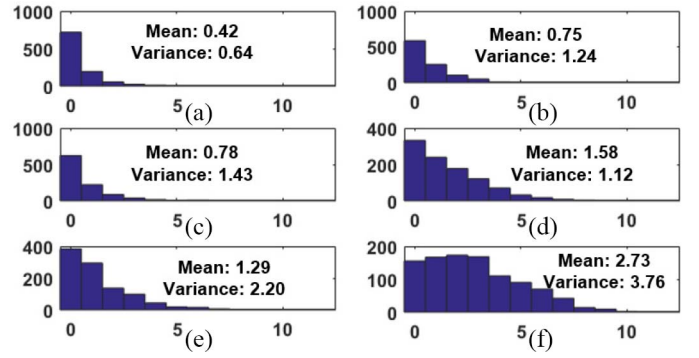 1000
500
0
Mean: 0.42
Variance: 0.64
0 5 10
(a)
1000
500
0
Mean: 0.75
Variance: 1.24
0 5 10
(b)
1000
500
0
Mean: 0.78
Variance: 1.43
0 5 10
(c)
400
200
0
Mean: 1.58
Variance: 1.12
0 5 10
(d)
400
200
0
Mean: 1.29
Variance: 2.20
0 5 10
(e)
200
100
0
Mean: 2.73
Variance: 3.76
0 5 10
(f)